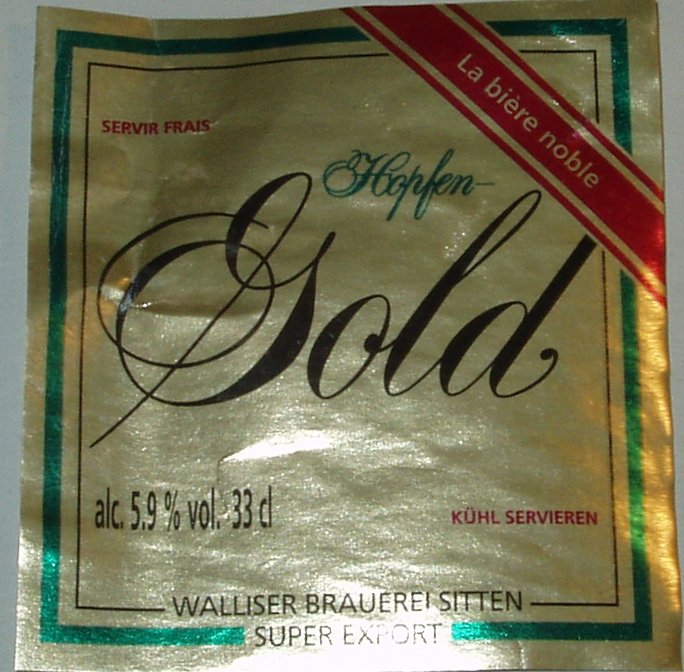 La bière noble
SERVIR FRAIS
Hopfen-
Gold
alc. 5.9 % vol. 33 cl
KÜHL SERVIEREN
WALLISER BRAUEREI SITTEN
SUPER EXPORT